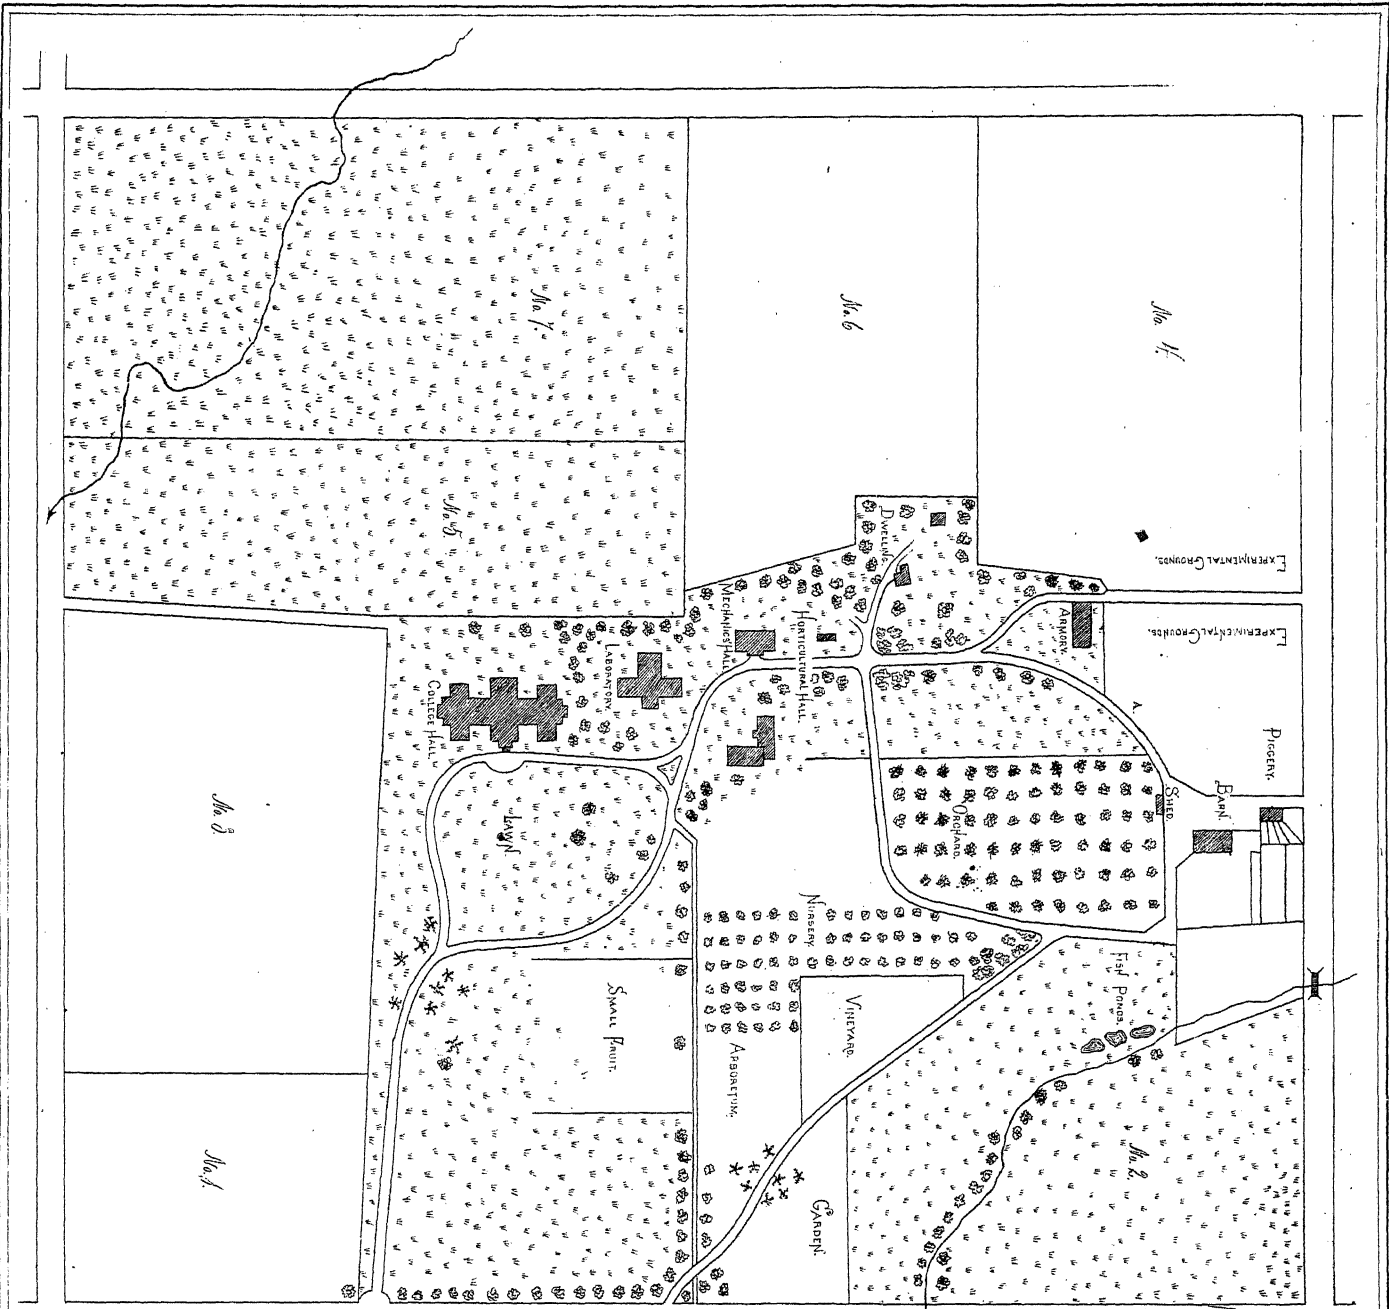 No. 7.
No. 6
No. 4.
No. 5.
EXPERIMENTAL GROUNDS.
EXPERIMENTAL GROUNDS.
DWELLING.
MECHANICS' HALL.
HORTICULTURAL HALL.
ARMORY.
LABORATORY.
COLLEGE HALL.
A.
PIGGERY.
BARN.
SHED.
ORCHARD.
LAWN.
No. 3
NURSERY.
FISH PONDS.
SMALL FRUIT.
VINEYARD.
ARBORETUM.
No. 2.
No. 1.
B
GARDEN.